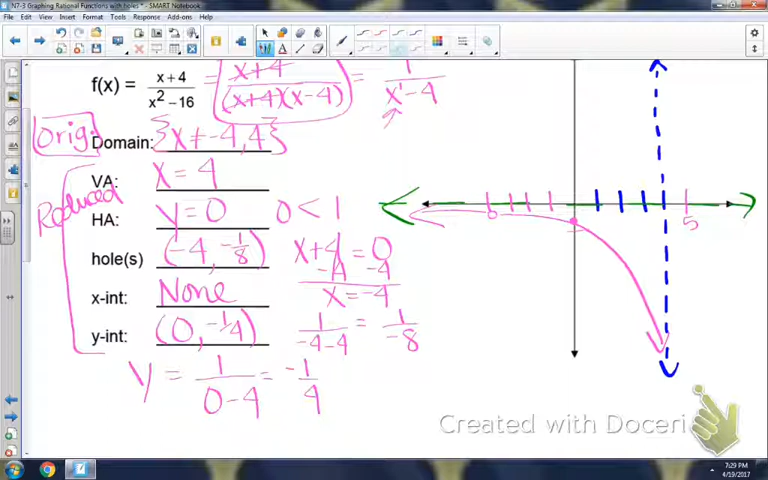 N7-3 Graphing Rational Functions with holes * - SMART Notebook
File Edit View Insert Format Tools Response Add-ons Help
f(x) = x+4 / x² − 16 = x+4 / (x+4)(x−4) = 1 / x¹−4
Orig. Domain: {x ≠ -4, 4}
Reduced
VA: x = 4
HA: y = 0 0 < 1
hole(s) (-4, -1/8) x+4 = 0
-4 -4
x = -4
x-int: None
y-int: (0, -1/4) 1/-4-4 = 1/-8
y = 1/0-4 = -1/4
5
Created with Doceri
7:29 PM
4/19/2017